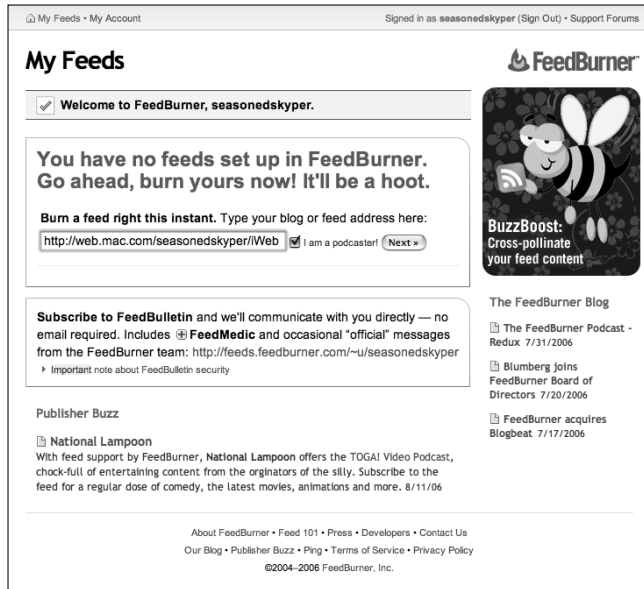 My Feeds • My Account
Signed in as seasonedskyper (Sign Out) • Support Forums
My Feeds
FeedBurner™
Welcome to FeedBurner, seasonedskyper.
You have no feeds set up in FeedBurner.
Go ahead, burn yours now! It'll be a hoot.
Burn a feed right this instant. Type your blog or feed address here:
http://web.mac.com/seasonedskyper/iWeb
I am a podcaster!
Next »
BuzzBoost:
Cross-pollinate
your feed content
Subscribe to FeedBulletin and we'll communicate with you directly — no
email required. Includes FeedMedic and occasional “official” messages
from the FeedBurner team: http://feeds.feedburner.com/~u/seasonedskyper
Important note about FeedBulletin security
The FeedBurner Blog
The FeedBurner Podcast -
Redux 7/31/2006
Blumberg joins
FeedBurner Board of
Directors 7/20/2006
FeedBurner acquires
Blogbeat 7/17/2006
Publisher Buzz
National Lampoon
With feed support by FeedBurner, National Lampoon offers the TOGA! Video Podcast,
chock-full of entertaining content from the orginators of the silly. Subscribe to the
feed for a regular dose of comedy, the latest movies, animations and more. 8/11/06
About FeedBurner • Feed 101 • Press • Developers • Contact Us
Our Blog • Publisher Buzz • Ping • Terms of Service • Privacy Policy
©2004–2006 FeedBurner, Inc.